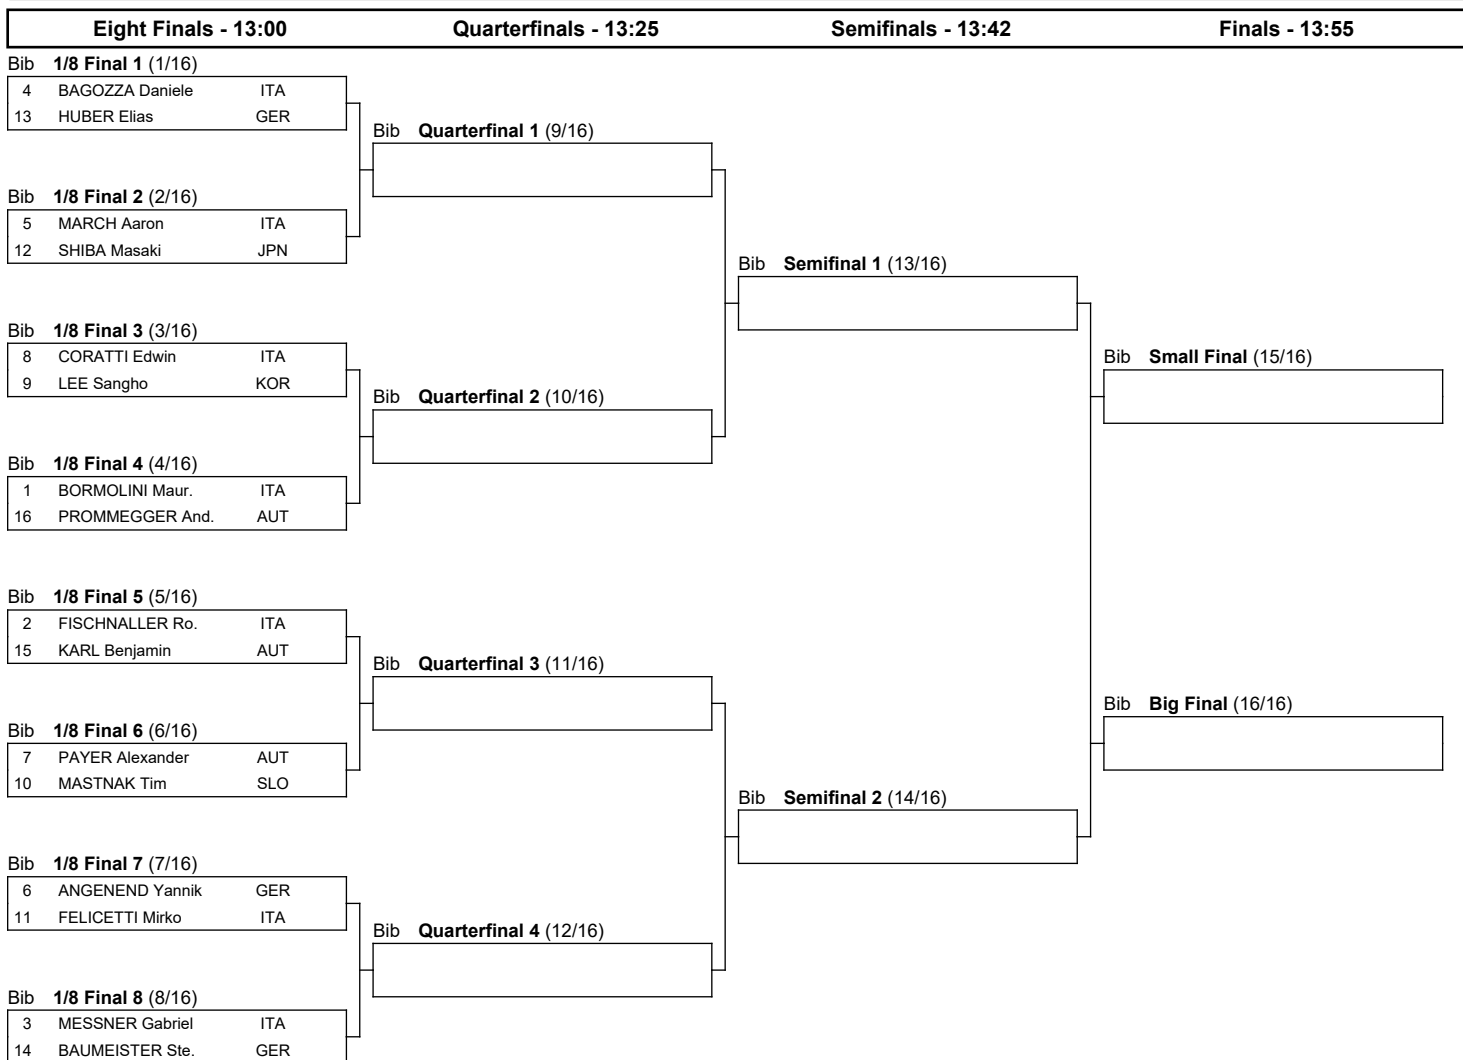 Eight Finals - 13:00 Quarterfinals - 13:25 Semifinals - 13:42 Finals - 13:55
Bib 1/8 Final 1 (1/16)
4 BAGOZZA Daniele ITA
13 HUBER Elias GER
Bib 1/8 Final 2 (2/16)
5 MARCH Aaron ITA
12 SHIBA Masaki JPN
Bib 1/8 Final 3 (3/16)
8 CORATTI Edwin ITA
9 LEE Sangho KOR
Bib 1/8 Final 4 (4/16)
1 BORMOLINI Maur. ITA
16 PROMMEGGER And. AUT
Bib 1/8 Final 5 (5/16)
2 FISCHNALLER Ro. ITA
15 KARL Benjamin AUT
Bib 1/8 Final 6 (6/16)
7 PAYER Alexander AUT
10 MASTNAK Tim SLO
Bib 1/8 Final 7 (7/16)
6 ANGENEND Yannik GER
11 FELICETTI Mirko ITA
Bib 1/8 Final 8 (8/16)
3 MESSNER Gabriel ITA
14 BAUMEISTER Ste. GER
Bib Quarterfinal 1 (9/16)
Bib Quarterfinal 2 (10/16)
Bib Quarterfinal 3 (11/16)
Bib Quarterfinal 4 (12/16)
Bib Semifinal 1 (13/16)
Bib Semifinal 2 (14/16)
Bib Small Final (15/16)
Bib Big Final (16/16)